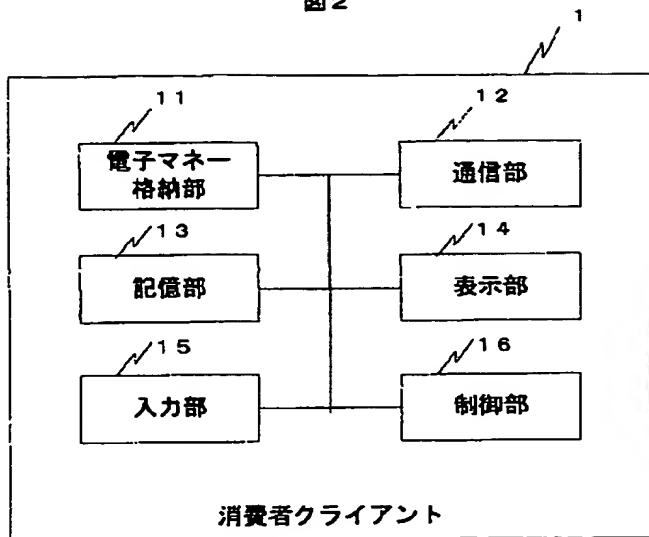 図2
1
11
電子マネー
格納部
12
通信部
13
記憶部
14
表示部
15
入力部
16
制御部
消費者クライアント